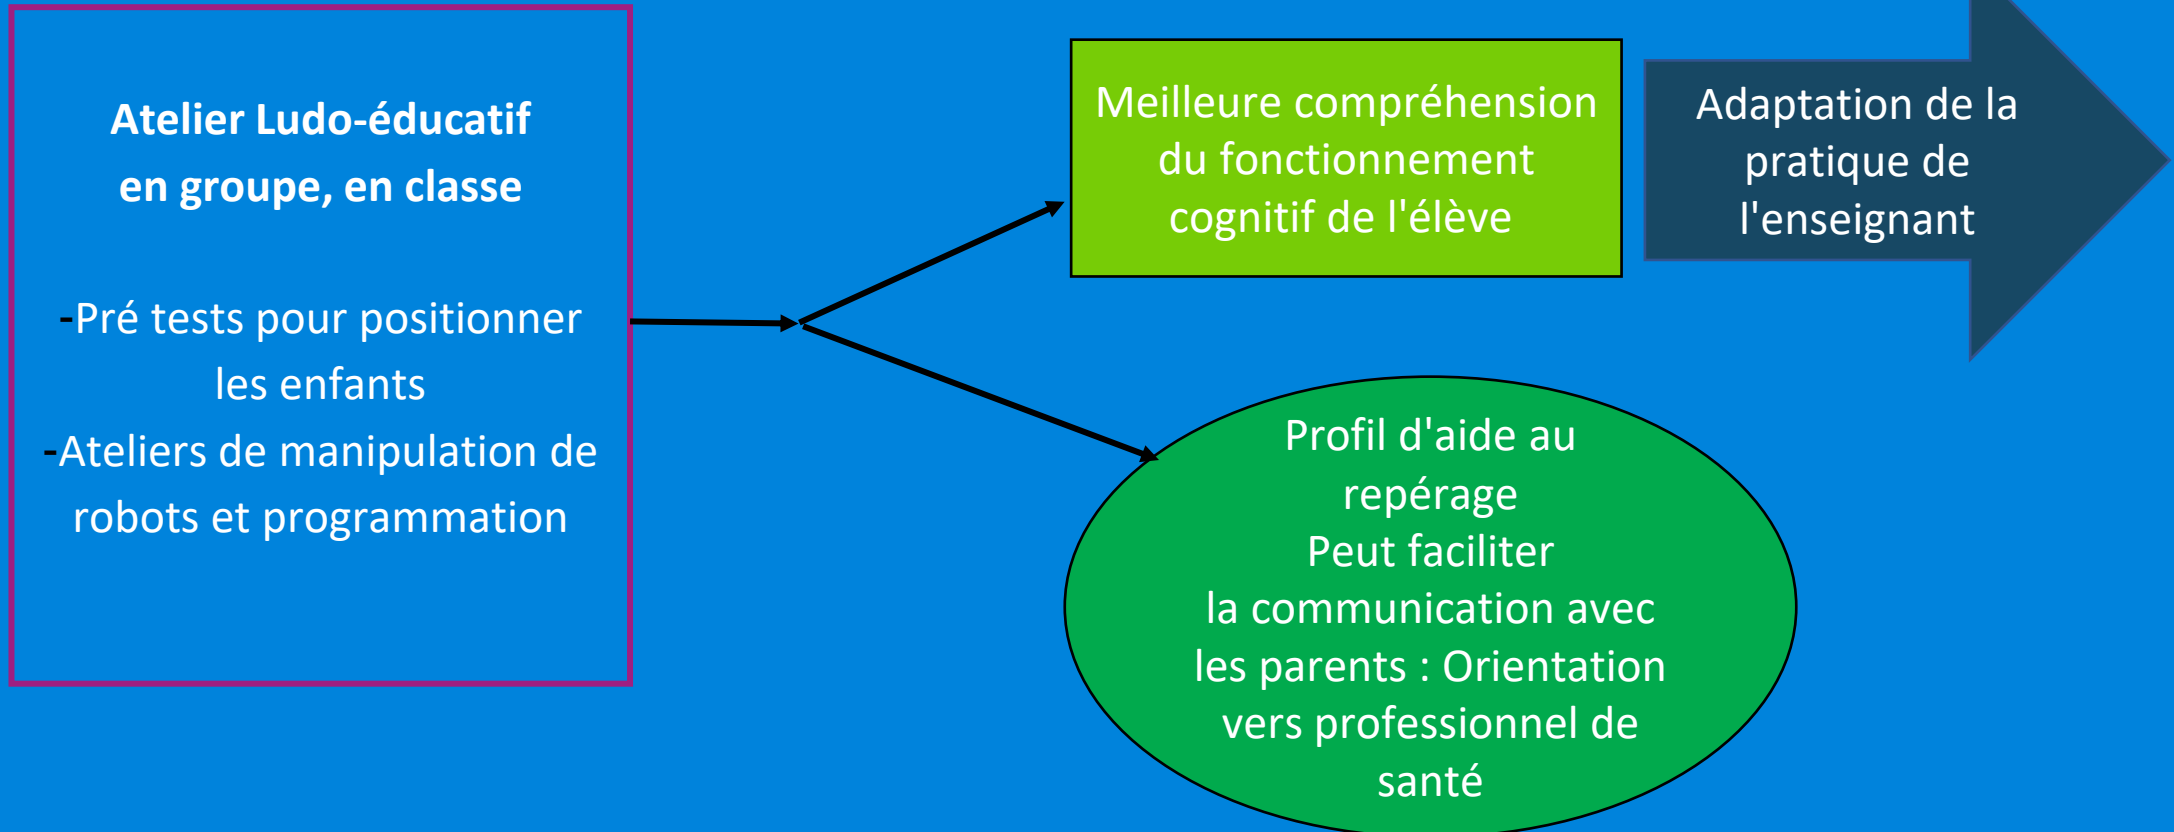 Atelier Ludo-éducatif
en groupe, en classe
-Pré tests pour positionner
les enfants
-Ateliers de manipulation de
robots et programmation
Meilleure compréhension
du fonctionnement
cognitif de l'élève
Adaptation de la
pratique de
l'enseignant
Profil d'aide au
repérage
Peut faciliter
la communication avec
les parents : Orientation
vers professionnel de
santé